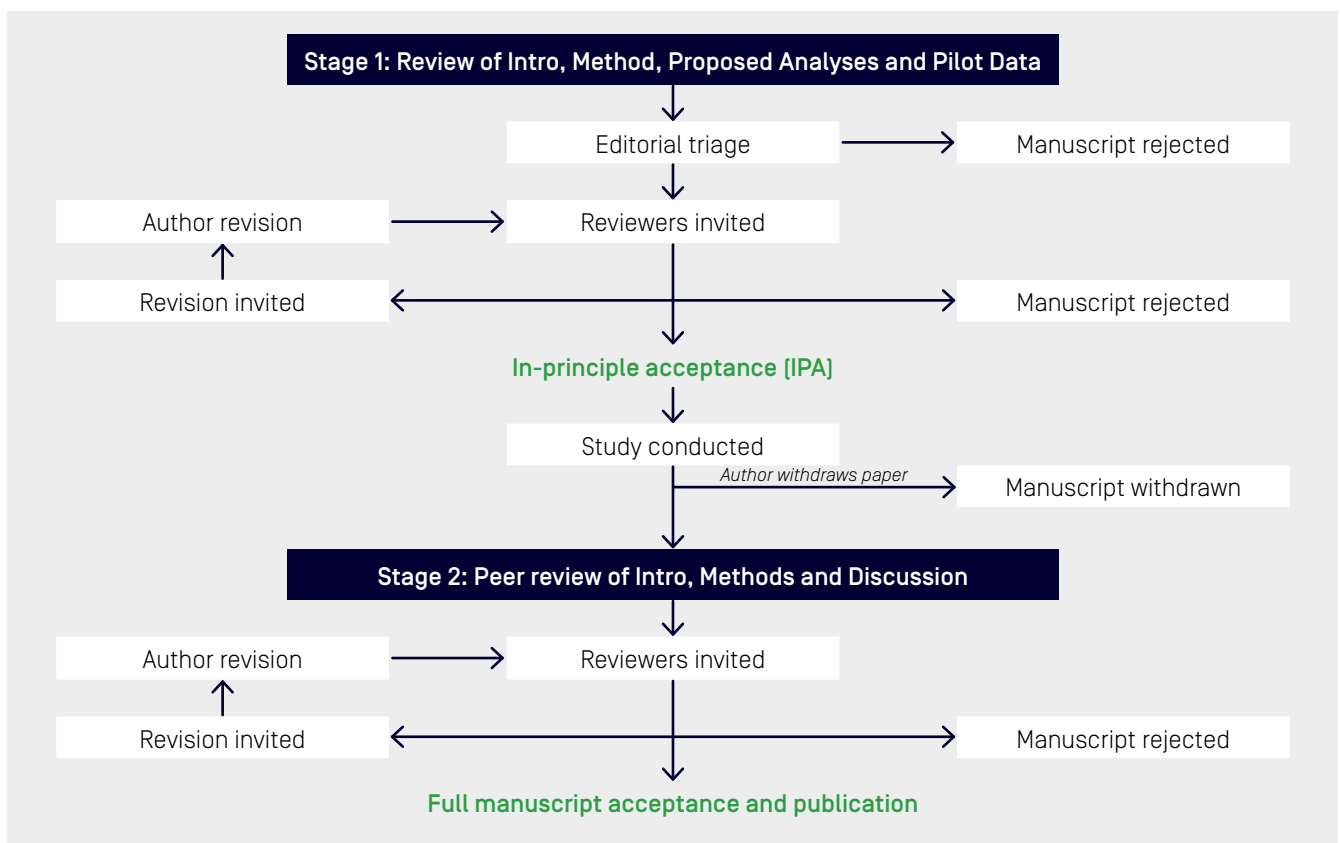 Stage 1: Review of Intro, Method, Proposed Analyses and Pilot Data
Editorial triage
Manuscript rejected
Author revision
Reviewers invited
Revision invited
Manuscript rejected
In-principle acceptance (IPA)
Study conducted
Author withdraws paper
Manuscript withdrawn
Stage 2: Peer review of Intro, Methods and Discussion
Author revision
Reviewers invited
Revision invited
Manuscript rejected
Full manuscript acceptance and publication